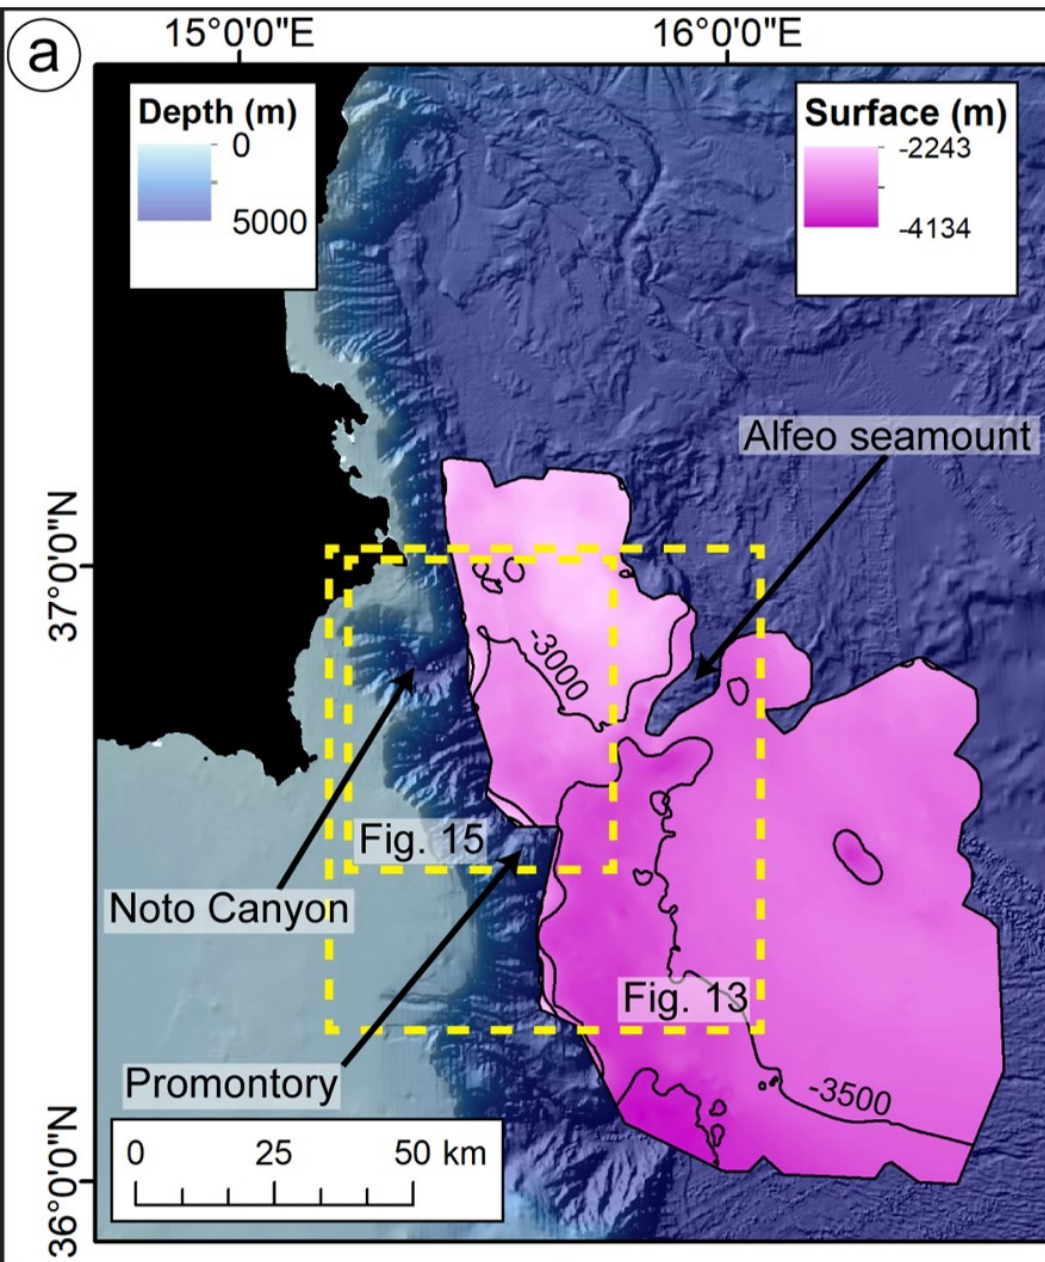 a
15°0'0"E
16°0'0"E
Depth (m)
0
5000
Surface (m)
-2243
-4134
Alfeo seamount
37°0'0"N
-3000
Fig. 15
Noto Canyon
Fig. 13
Promontory
-3500
0 25 50 km
36°0'0"N